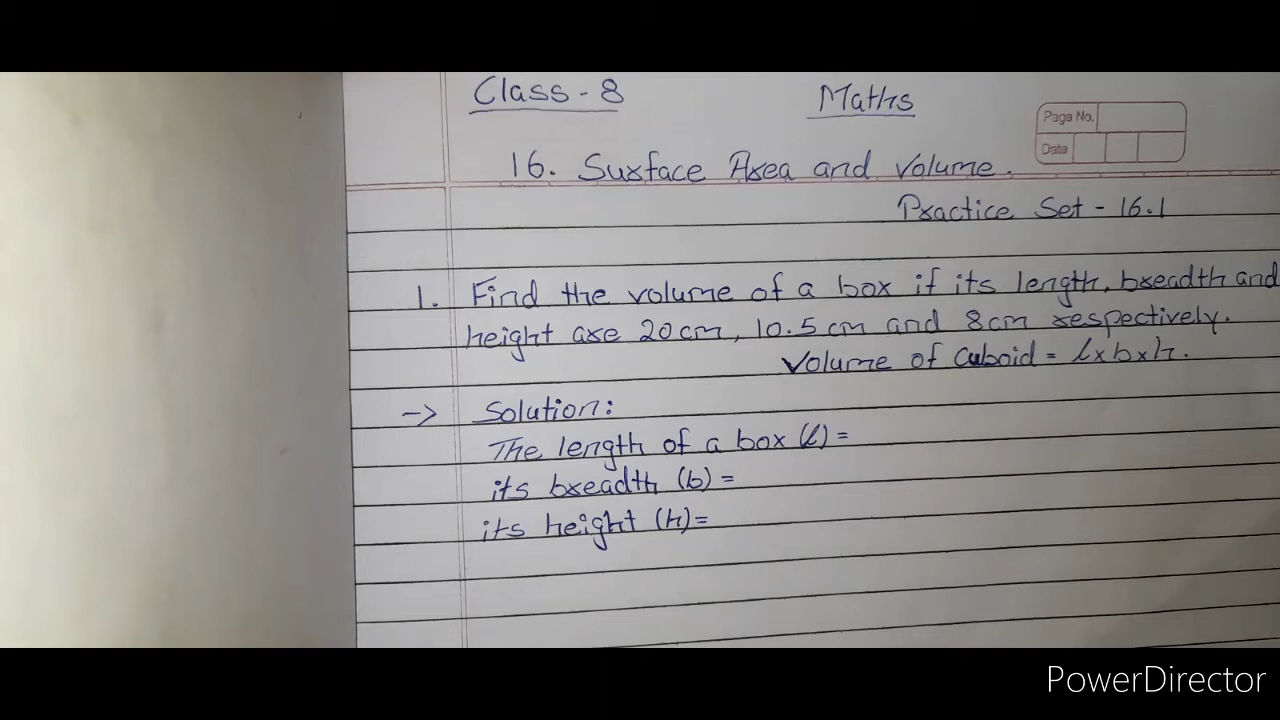 Class - 8
Maths
Page No.
Date
16. Surface Area and Volume.
Practice Set - 16.1
1. Find the volume of a box if its length, breadth and
height are 20 cm, 10.5 cm and 8 cm respectively.
Volume of Cuboid = l x b x h.
-> Solution:
The length of a box (l) =
its breadth (b) =
its height (h) =
PowerDirector